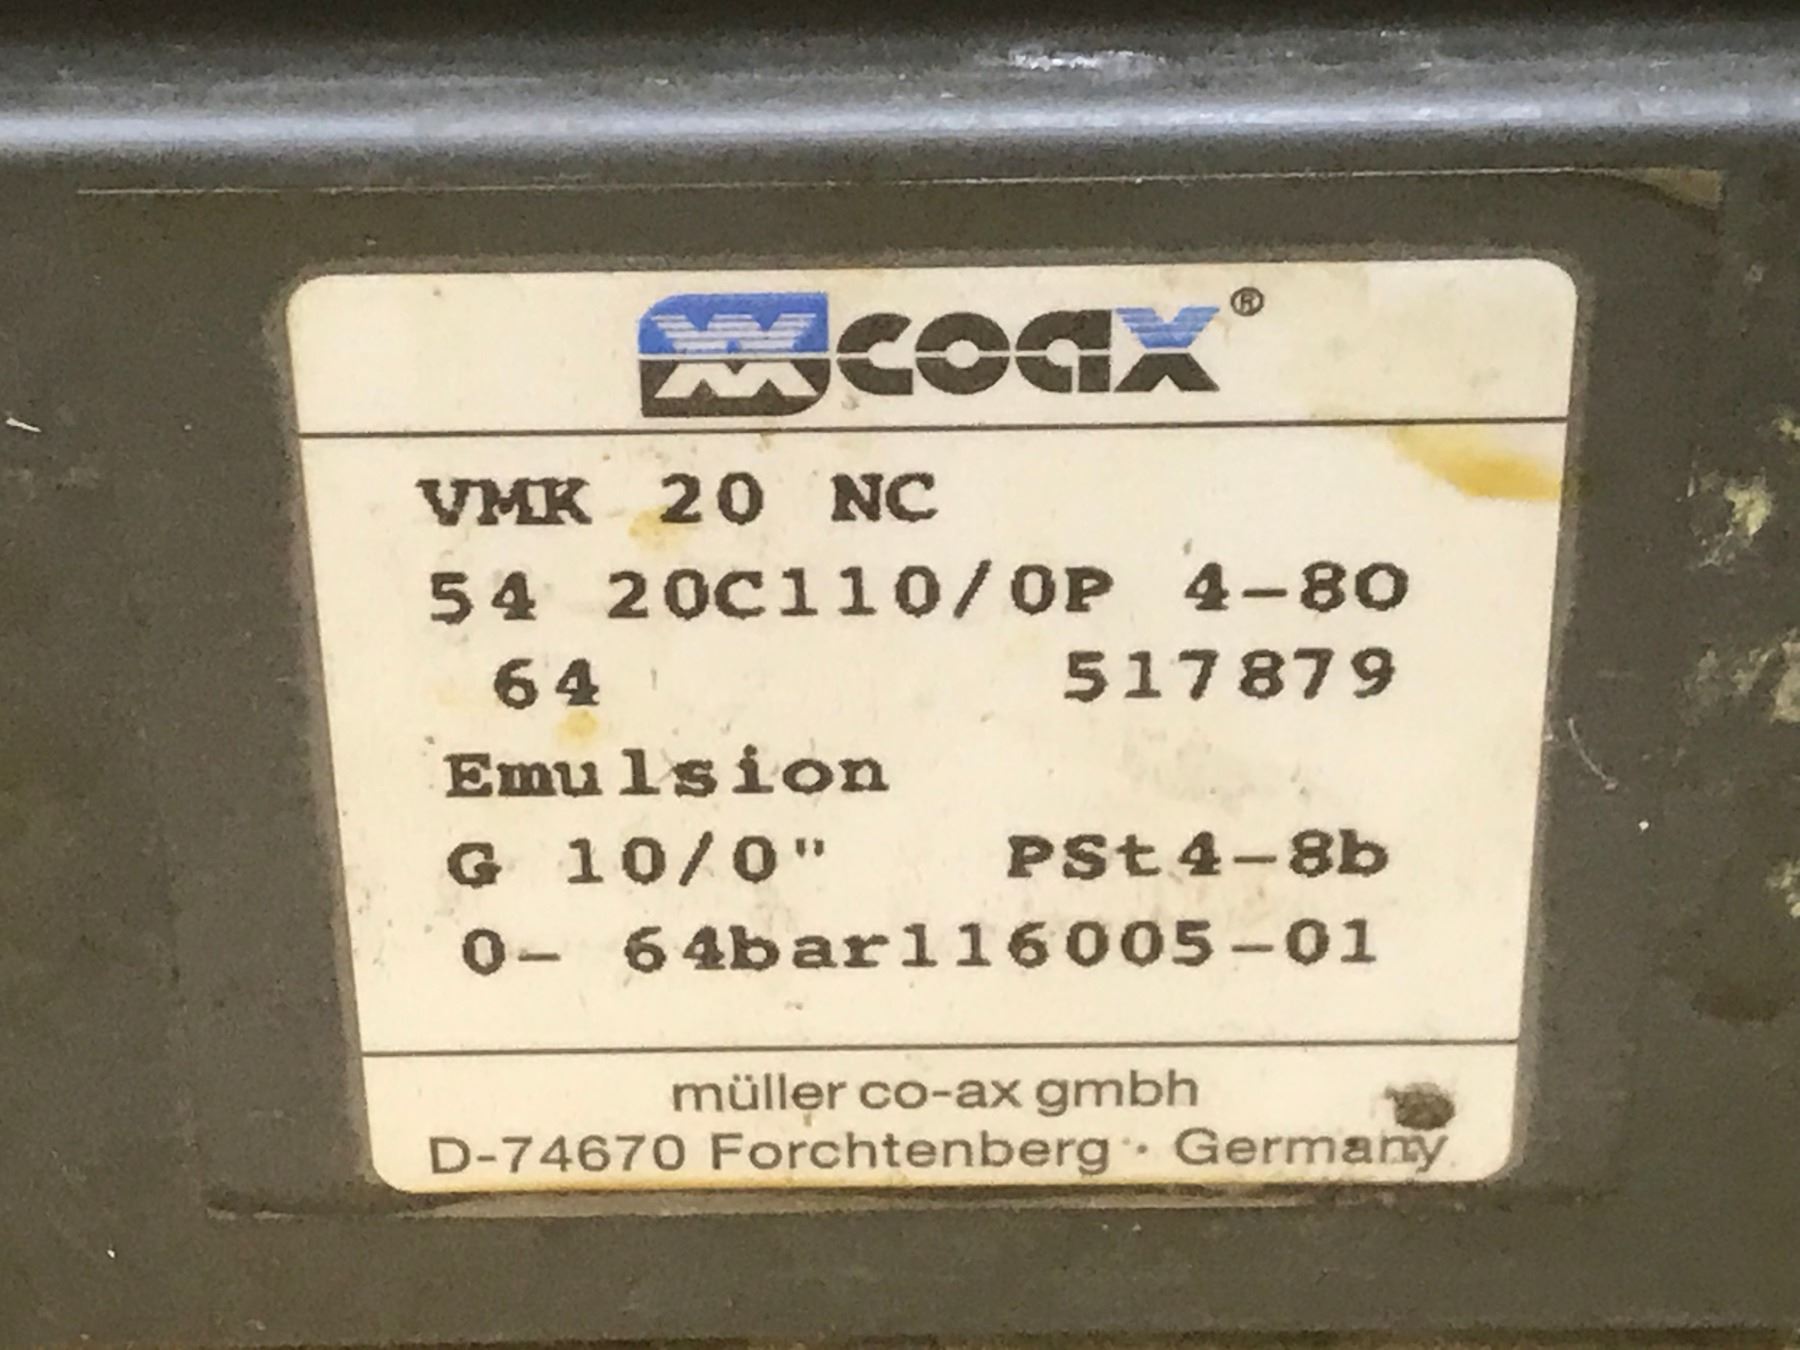 coax®
VMK 20 NC
54 20C110/0P 4-80
64 517879
Emulsion
G 10/0" PSt4-8b
0- 64bar116005-01
müller co-ax gmbh
D-74670 Forchtenberg · Germany